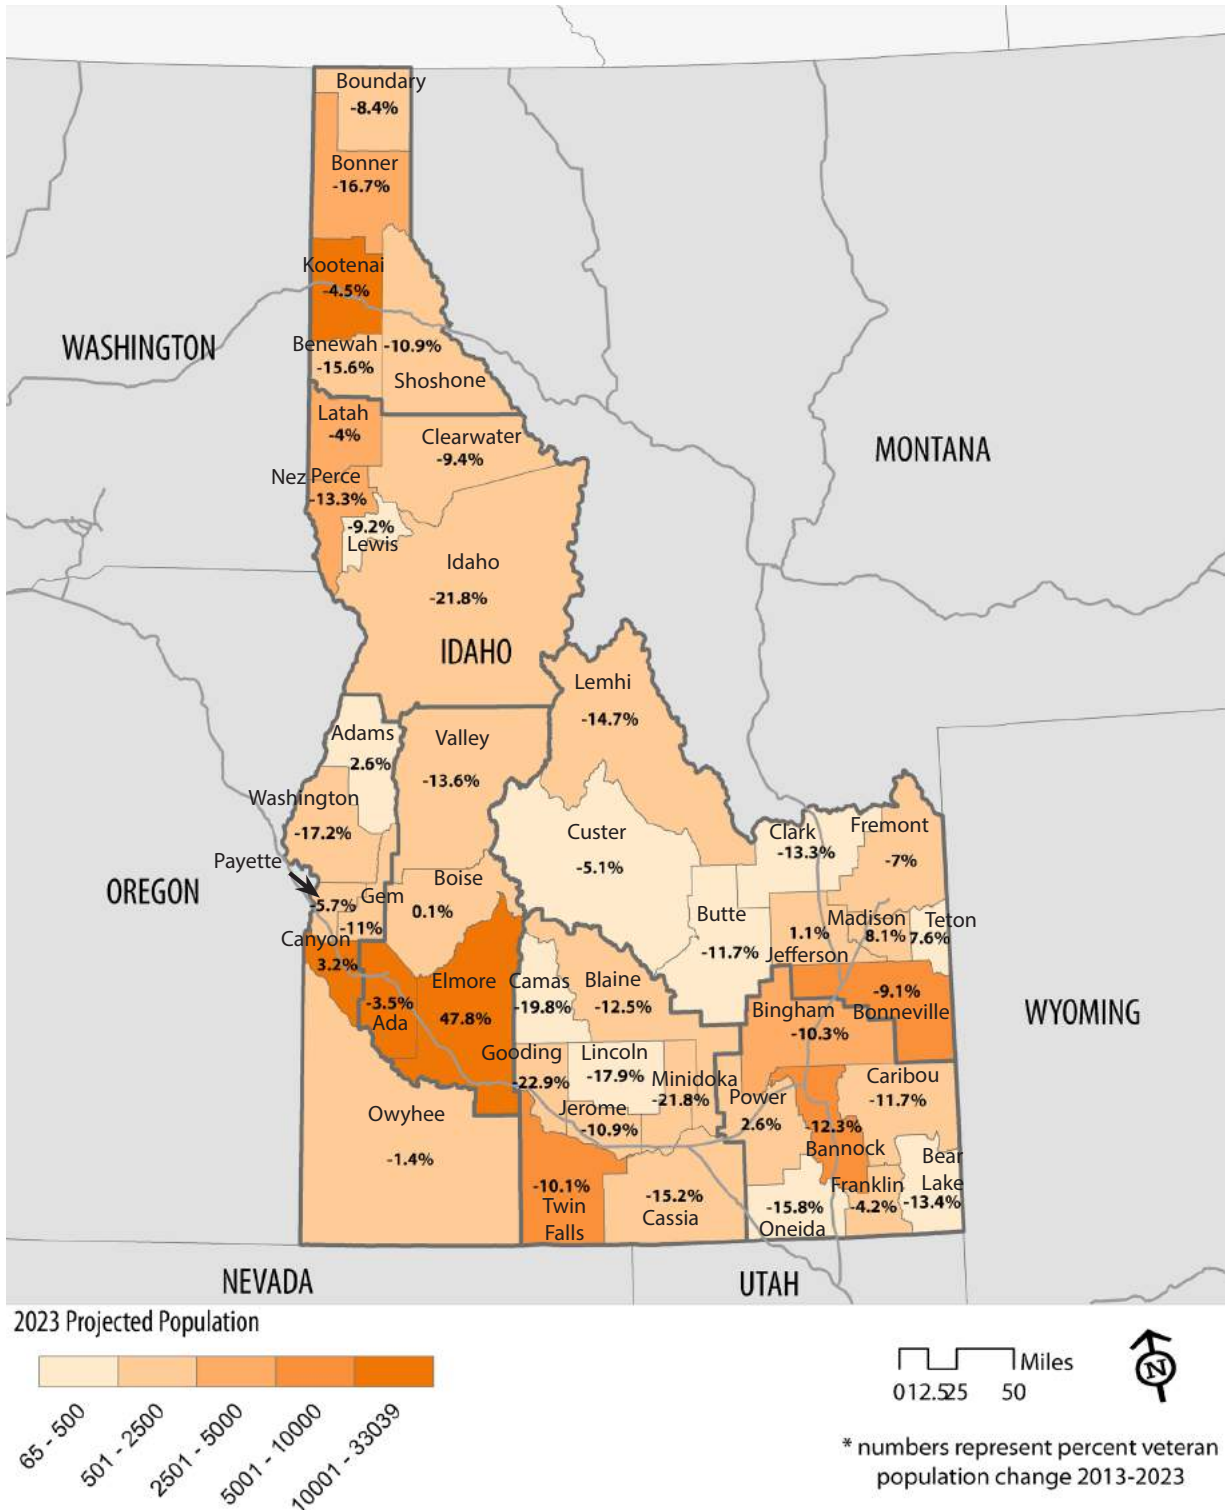 Boundary
-8.4%
Bonner
-16.7%
Kootenai
-4.5%
WASHINGTON
Benewah
-15.6%
-10.9%
Shoshone
Latah
-4%
Clearwater
-9.4%
MONTANA
Nez Perce
-13.3%
-9.2%
Lewis
Idaho
-21.8%
IDAHO
Lemhi
-14.7%
Adams
2.6%
Valley
-13.6%
Washington
-17.2%
Custer
-5.1%
Clark
-13.3%
Fremont
-7%
Payette
-5.7%
OREGON
Gem
-11%
Boise
0.1%
Butte
-11.7%
1.1%
Jefferson
Madison
8.1%
Teton
7.6%
Canyon
3.2%
-3.5%
Ada
Elmore
47.8%
Camas
-19.8%
Blaine
-12.5%
-9.1%
Bonneville
Bingham
-10.3%
WYOMING
Gooding
-22.9%
Lincoln
-17.9%
Minidoka
-21.8%
Jerome
-10.9%
Power
2.6%
Caribou
-11.7%
-12.3%
Bannock
Owyhee
-1.4%
-10.1%
Twin
Falls
-15.2%
Cassia
-15.8%
Oneida
Franklin
-4.2%
Bear
Lake
-13.4%
NEVADA
UTAH
2023 Projected Population
65 - 500
501 - 2500
2501 - 5000
5001 - 10000
10001 - 33039
Miles
0 12.5 25 50
N
* numbers represent percent veteran
population change 2013-2023